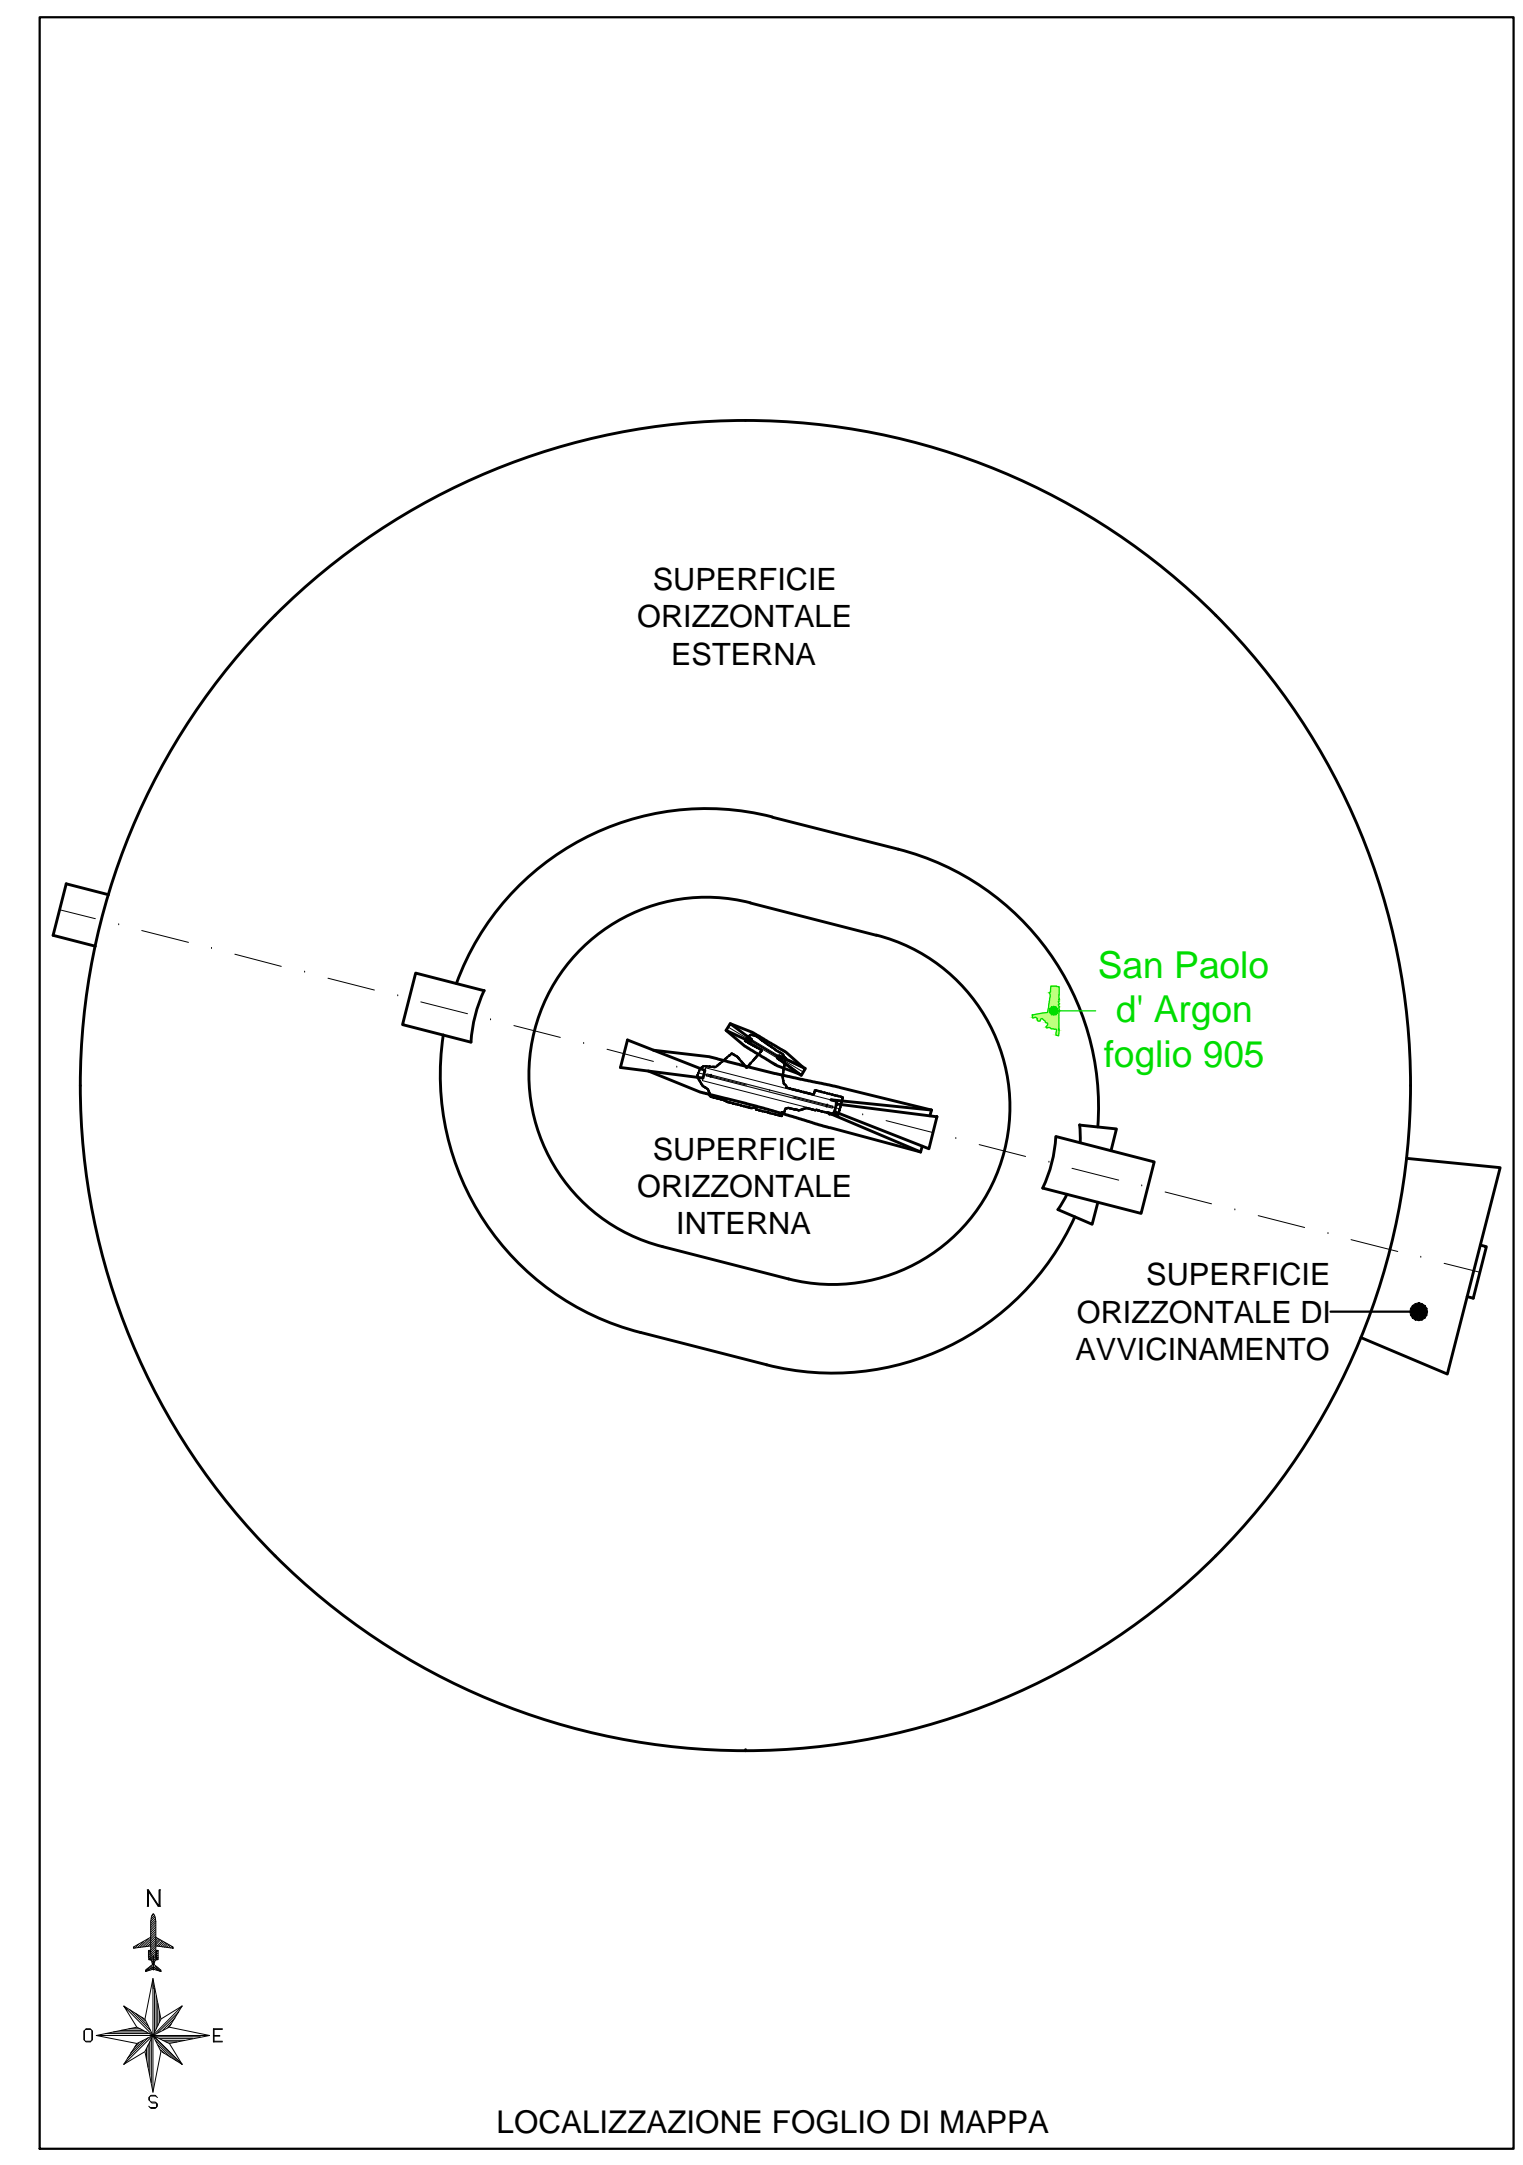 SUPERFICIE
ORIZZONTALE
ESTERNA
San Paolo
d' Argon
foglio 905
SUPERFICIE
ORIZZONTALE
INTERNA
SUPERFICIE
ORIZZONTALE DI
AVVICINAMENTO
N
O
E
S
LOCALIZZAZIONE FOGLIO DI MAPPA